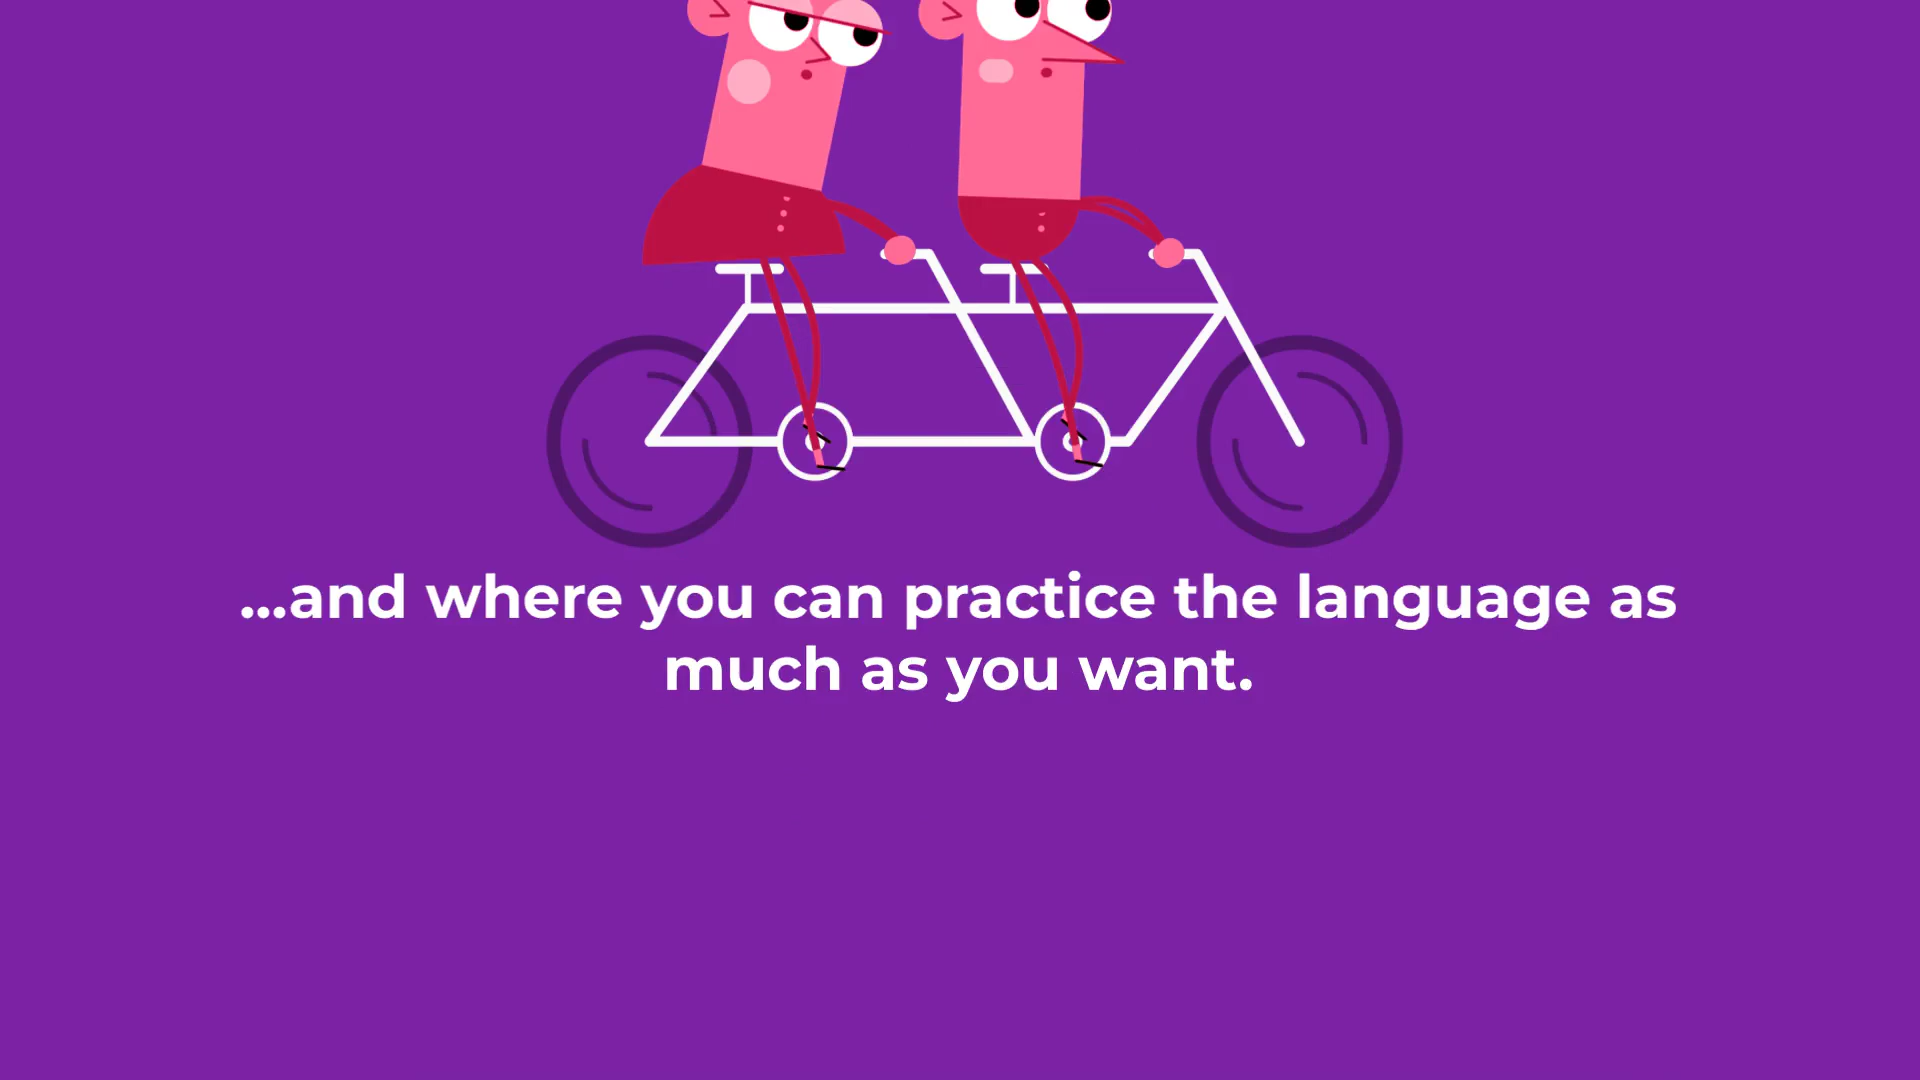 ...and where you can practice the language as
much as you want.